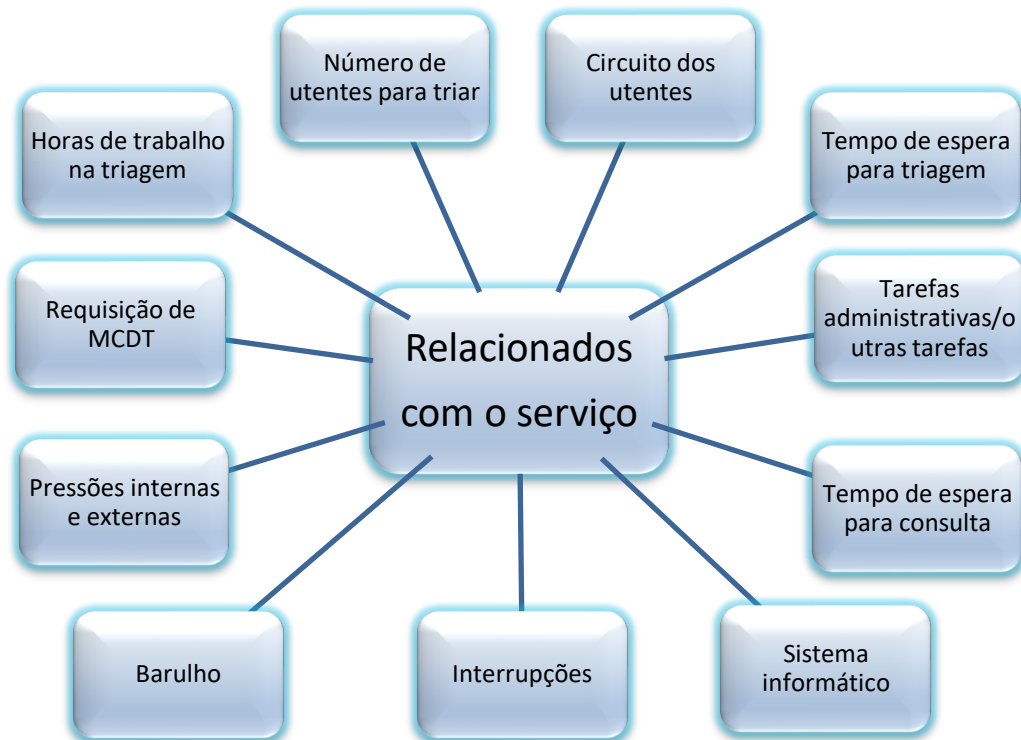 Número de
utentes para triar
Circuito dos
utentes
Horas de trabalho
na triagem
Tempo de espera
para triagem
Requisição de
MCDT
Relacionados
com o serviço
Tarefas
administrativas/o
utras tarefas
Pressões internas
e externas
Tempo de espera
para consulta
Barulho
Interrupções
Sistema
informático